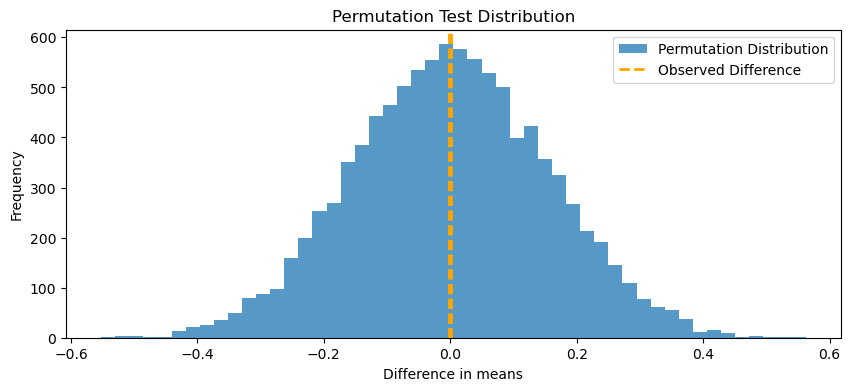 Permutation Test Distribution
Permutation Distribution
Observed Difference
Frequency
600
500
400
300
200
100
0
−0.6
−0.4
−0.2
0.0
0.2
0.4
0.6
Difference in means